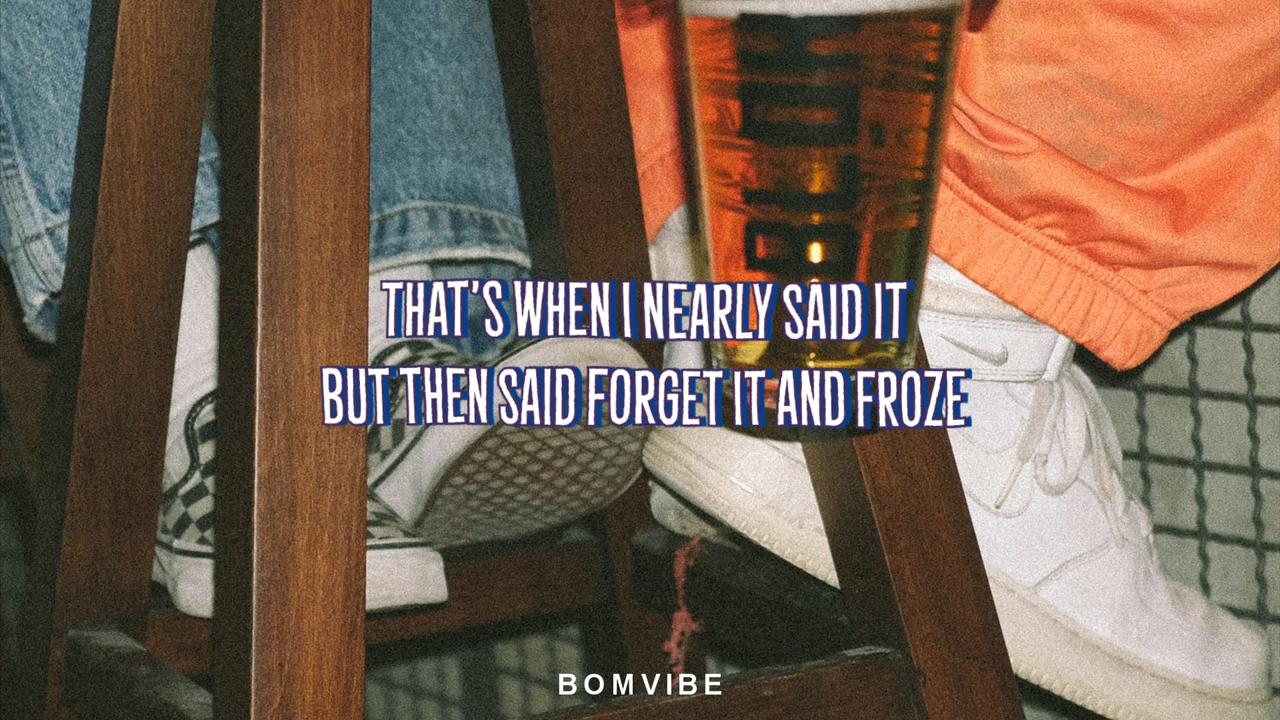 THAT'S WHEN I NEARLY SAID IT
BUT THEN SAID FORGET IT AND FROZE
BOMVIBE